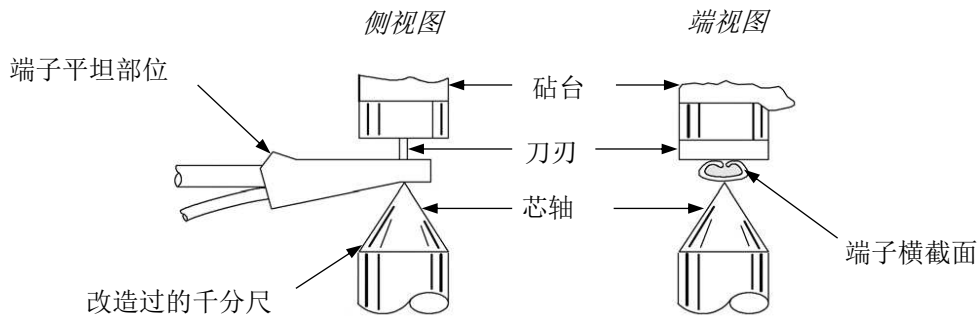 侧视图
端视图
端子平坦部位
砧台
刀刃
芯轴
端子横截面
改造过的千分尺